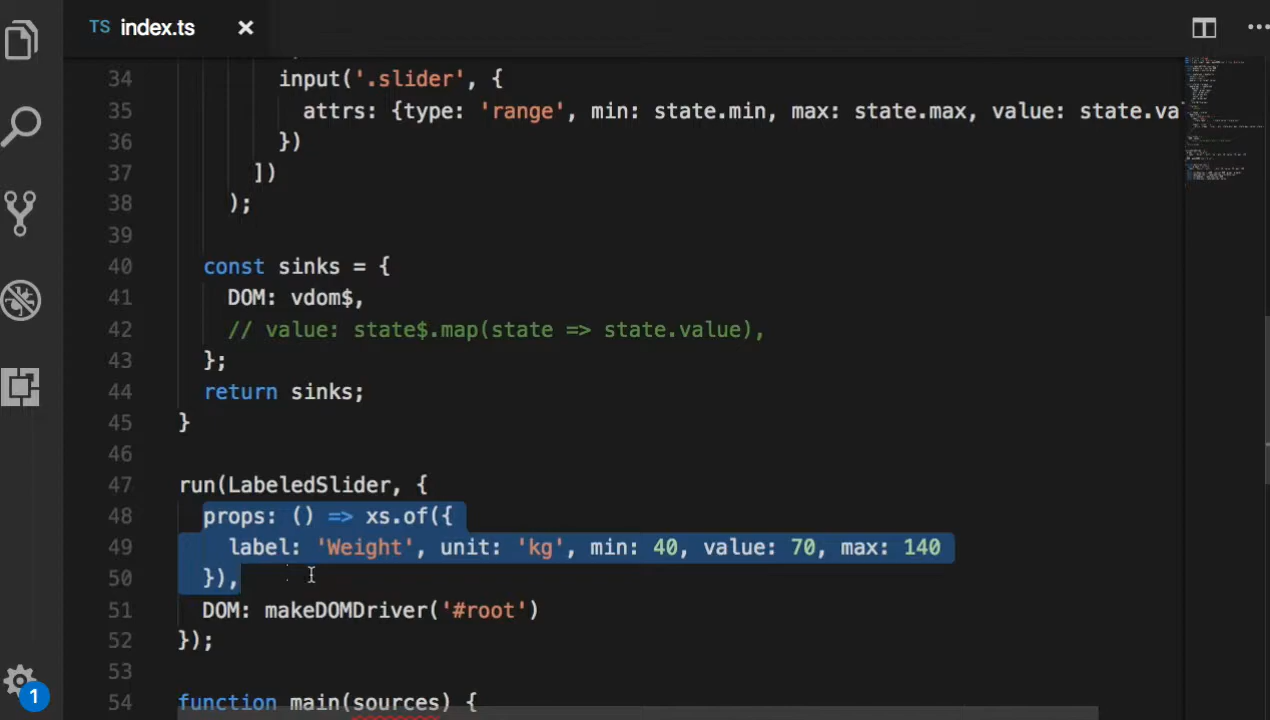 TS index.ts
34 input('.slider', {
35 attrs: {type: 'range', min: state.min, max: state.max, value: state.va
36 })
37 ])
38 );
39
40 const sinks = {
41 DOM: vdom$,
42 // value: state$.map(state => state.value),
43 };
44 return sinks;
45 }
46
47 run(LabeledSlider, {
48 props: () => xs.of({
49 label: 'Weight', unit: 'kg', min: 40, value: 70, max: 140
50 }),
51 DOM: makeDOMDriver('#root')
52 });
53
54 function main(sources) {
1